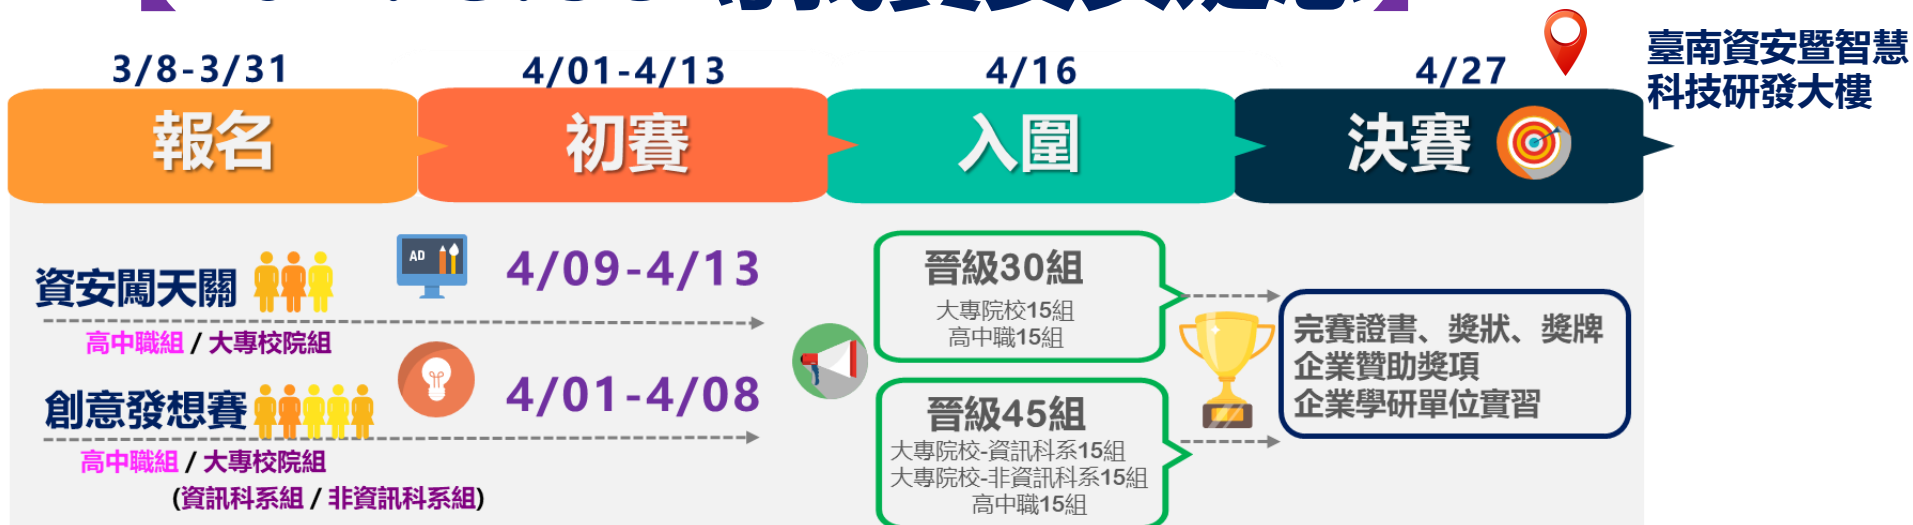 3/8-3/31
4/01-4/13
4/16
4/27
臺南資安暨智慧
科技研發大樓
報名
初賽
入圍
決賽
資安闖天關
高中職組 / 大專校院組
AD
4/09-4/13
晉級30組
大專院校15組
高中職15組
創意發想賽
高中職組 / 大專校院組
(資訊科系組 / 非資訊科系組)
4/01-4/08
晉級45組
大專院校-資訊科系15組
大專院校-非資訊科系15組
高中職15組
完賽證書、獎狀、獎牌
企業贊助獎項
企業學研單位實習